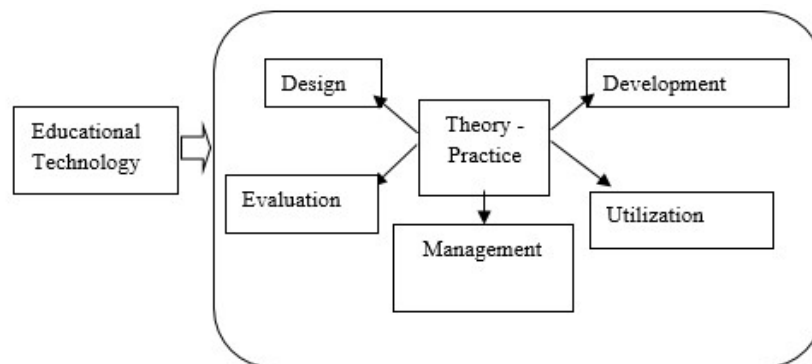 Educational
Technology
Design
Development
Theory -
Practice
Evaluation
Utilization
Management